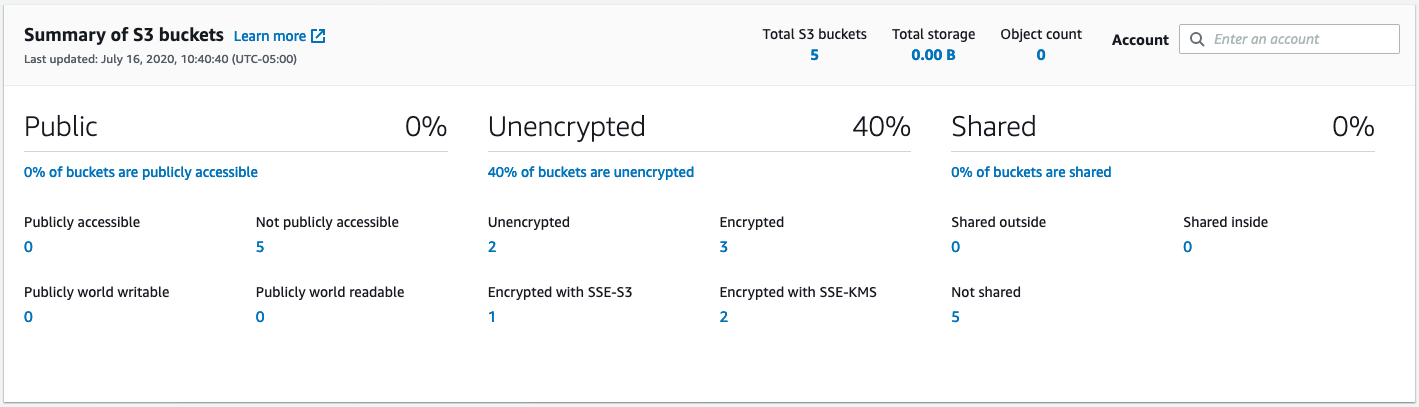 Summary of S3 buckets Learn more
Last updated: July 16, 2020, 10:40:40 (UTC-05:00)
Total S3 buckets Total storage Object count Account Enter an account
5 0.00 B 0
Public 0% Unencrypted 40% Shared 0%
0% of buckets are publicly accessible 40% of buckets are unencrypted 0% of buckets are shared
Publicly accessible Not publicly accessible Unencrypted Encrypted Shared outside Shared inside
0 5 2 3 0 0
Publicly world writable Publicly world readable Encrypted with SSE-S3 Encrypted with SSE-KMS Not shared
0 0 1 2 5